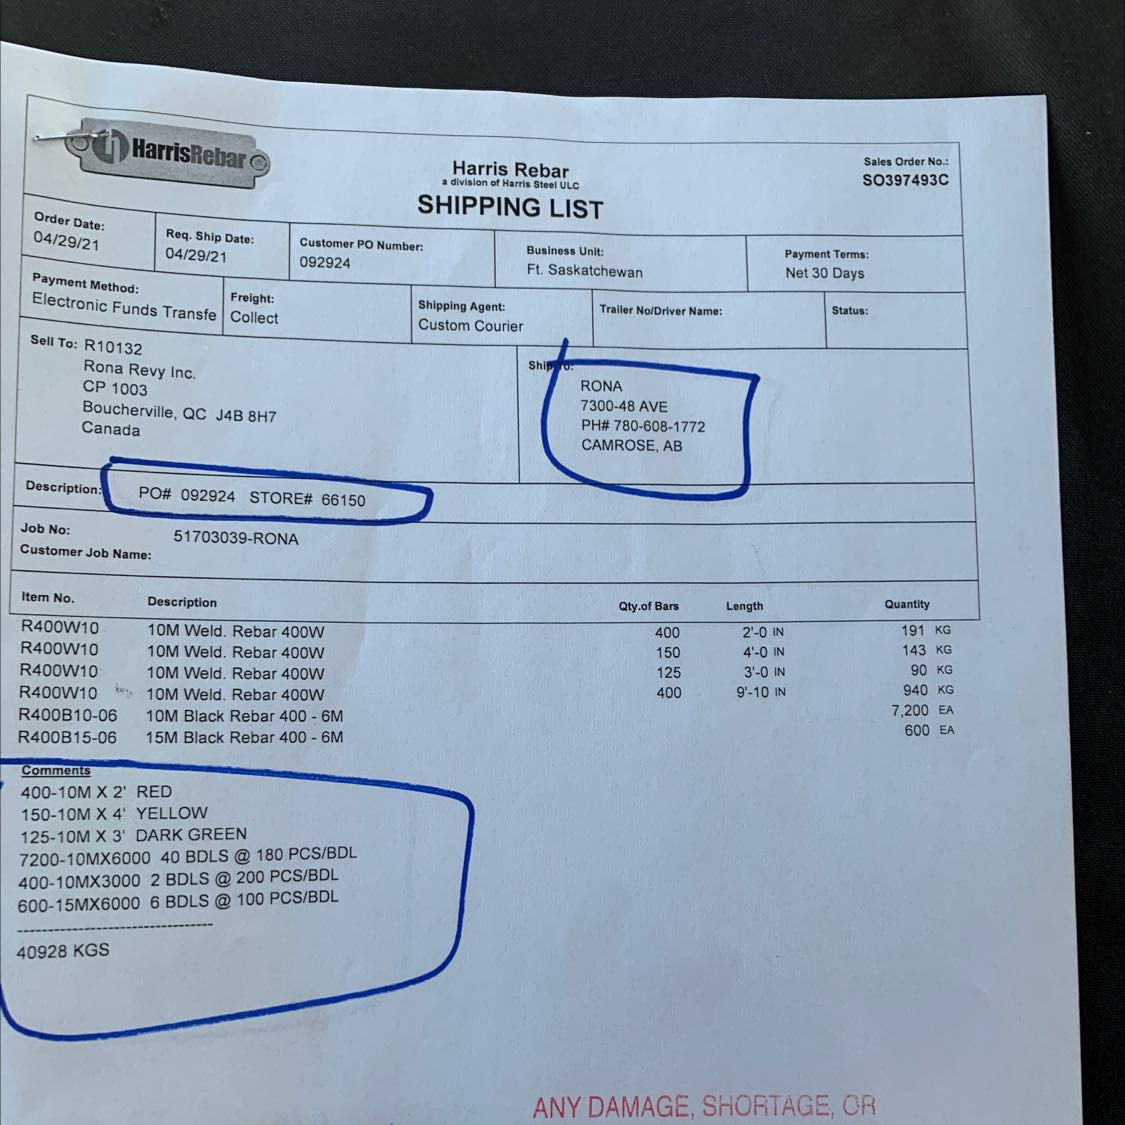 HarrisRebar
Harris Rebar
a division of Harris Steel ULC
SHIPPING LIST
Sales Order No.:
SO397493C
Order Date:
04/29/21
Req. Ship Date:
04/29/21
Customer PO Number:
092924
Business Unit:
Ft. Saskatchewan
Payment Terms:
Net 30 Days
Payment Method:
Electronic Funds Transfe
Freight:
Collect
Shipping Agent:
Custom Courier
Trailer No/Driver Name:
Status:
Sell To: R10132
Rona Revy Inc.
CP 1003
Boucherville, QC J4B 8H7
Canada
Ship To:
RONA
7300-48 AVE
PH# 780-608-1772
CAMROSE, AB
Description: PO# 092924 STORE# 66150
Job No: 51703039-RONA
Customer Job Name:
Item No. Description Qty.of Bars Length Quantity
R400W10 10M Weld. Rebar 400W 400 2'-0 IN 191 KG
R400W10 10M Weld. Rebar 400W 150 4'-0 IN 143 KG
R400W10 10M Weld. Rebar 400W 125 3'-0 IN 90 KG
R400W10 10M Weld. Rebar 400W 400 9'-10 IN 940 KG
R400B10-06 10M Black Rebar 400 - 6M 7,200 EA
R400B15-06 15M Black Rebar 400 - 6M 600 EA
Comments
400-10M X 2' RED
150-10M X 4' YELLOW
125-10M X 3' DARK GREEN
7200-10MX6000 40 BDLS @ 180 PCS/BDL
400-10MX3000 2 BDLS @ 200 PCS/BDL
600-15MX6000 6 BDLS @ 100 PCS/BDL
--------------------------------
40928 KGS
ANY DAMAGE, SHORTAGE, OR